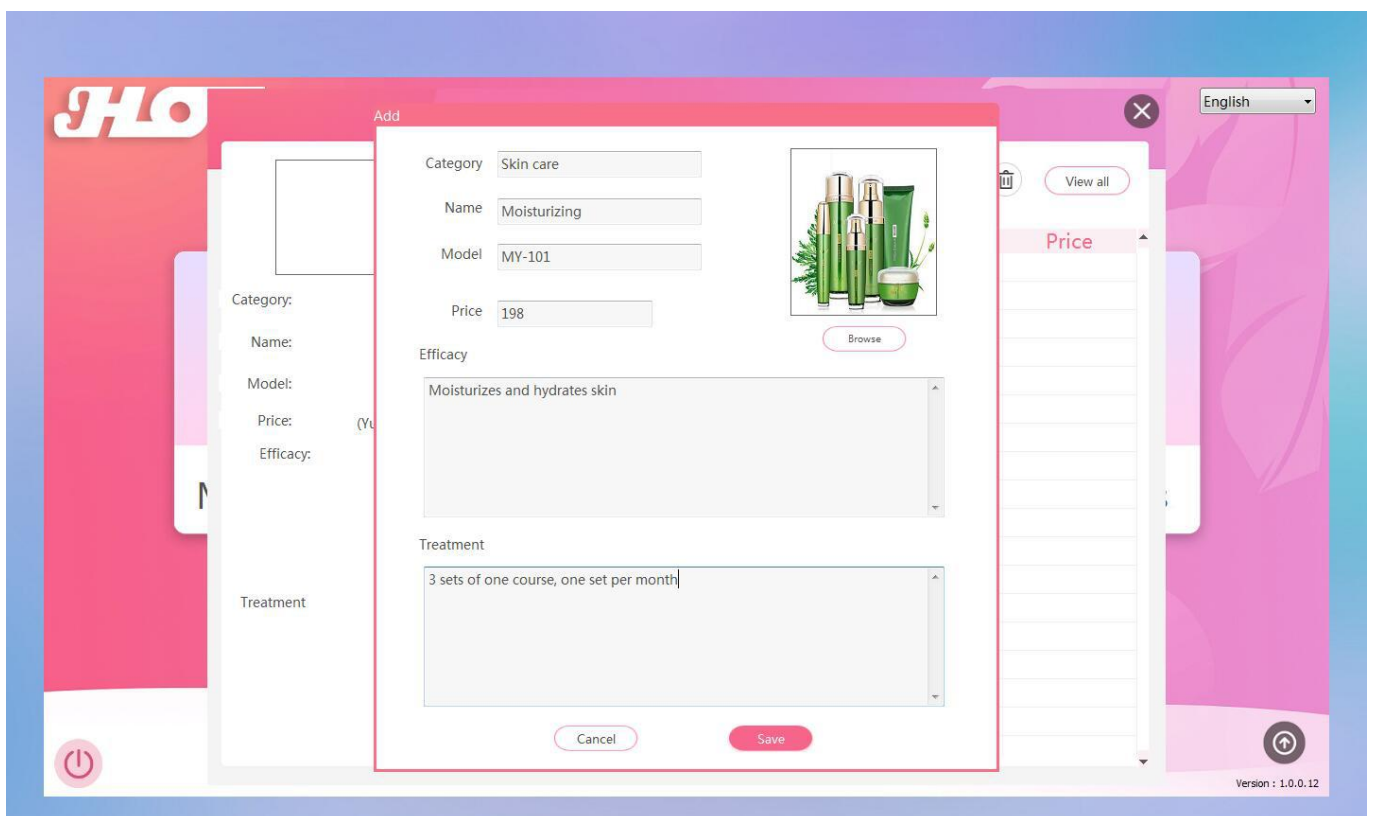 HO
English
Add
Category
Skin care
View all
Name
Moisturizing
Price
Model
MY-101
Category:
Price
198
Name:
Browse
Efficacy
Model:
Moisturizes and hydrates skin
Price:
(Yu
Efficacy:
Treatment
3 sets of one course, one set per month
Treatment
Cancel
Save
Version : 1.0.0.12